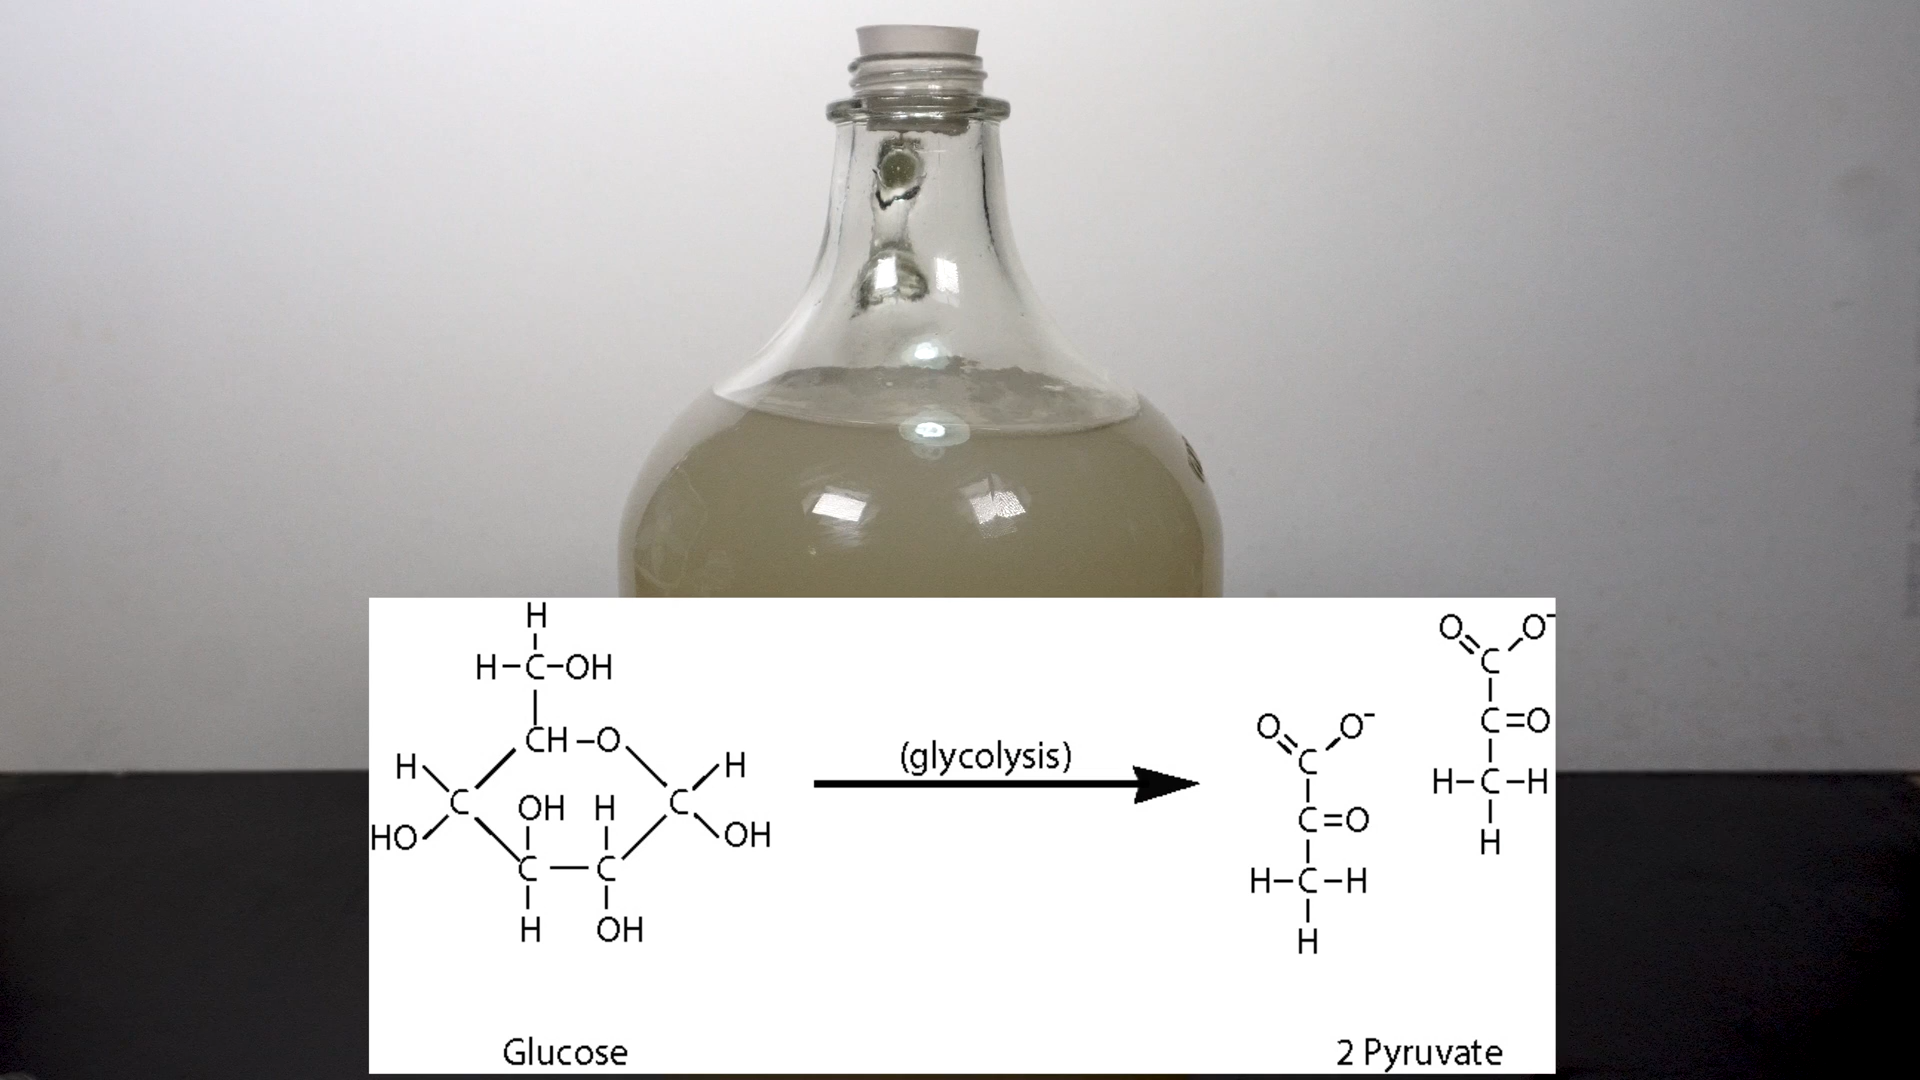 H
H–C–OH
CH–O
H H
C OH H C
HO OH
C–C
H OH
Glucose
(glycolysis)
O O⁻
C
C=O
H–C–H
H
O O⁻
C
C=O
H–C–H
H
2 Pyruvate